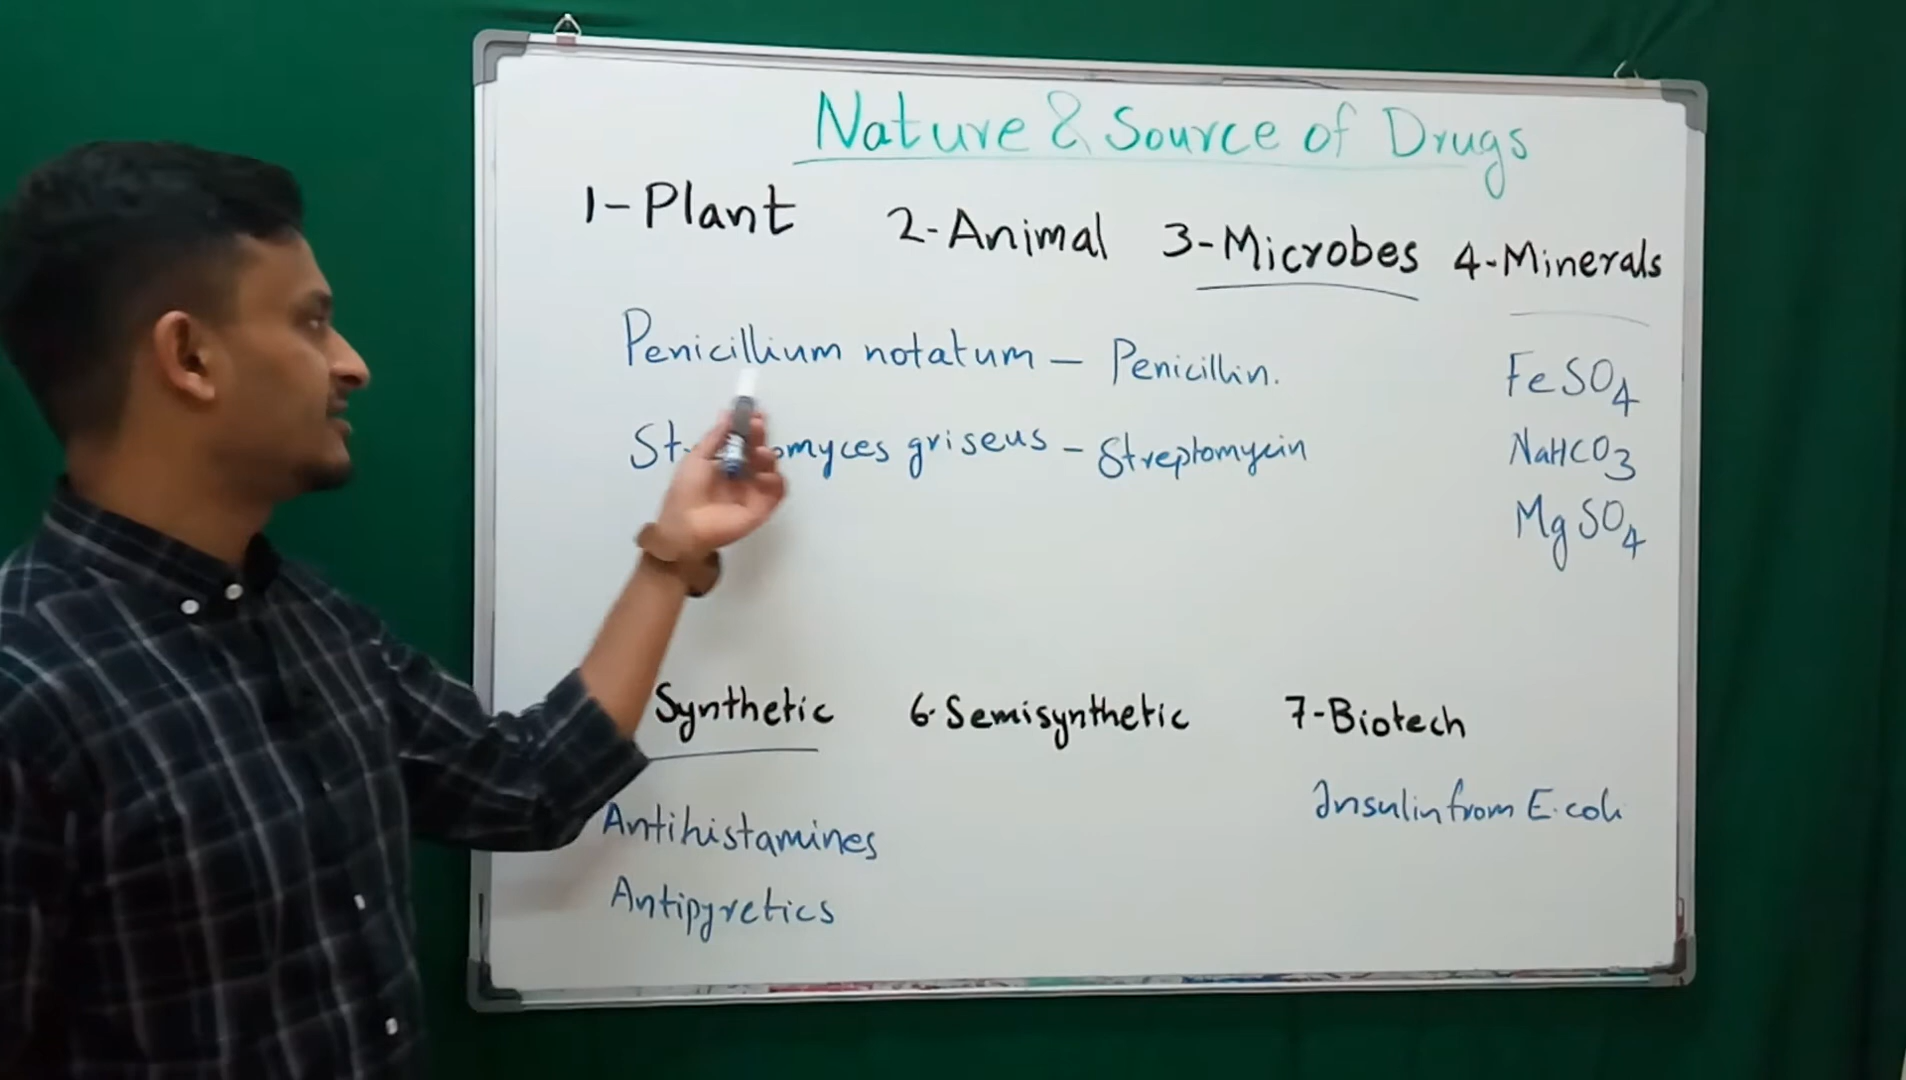 Nature & Source of Drugs
1-Plant 2-Animal 3-Microbes 4-Minerals
Penicillium notatum - Penicillin.
griseus - Streptomycin
FeSO4
NaHCO3
MgSO4
Synthetic 6-Semisynthetic 7-Biotech
Antihistamines
Antipyretics
Insulin from E.coli